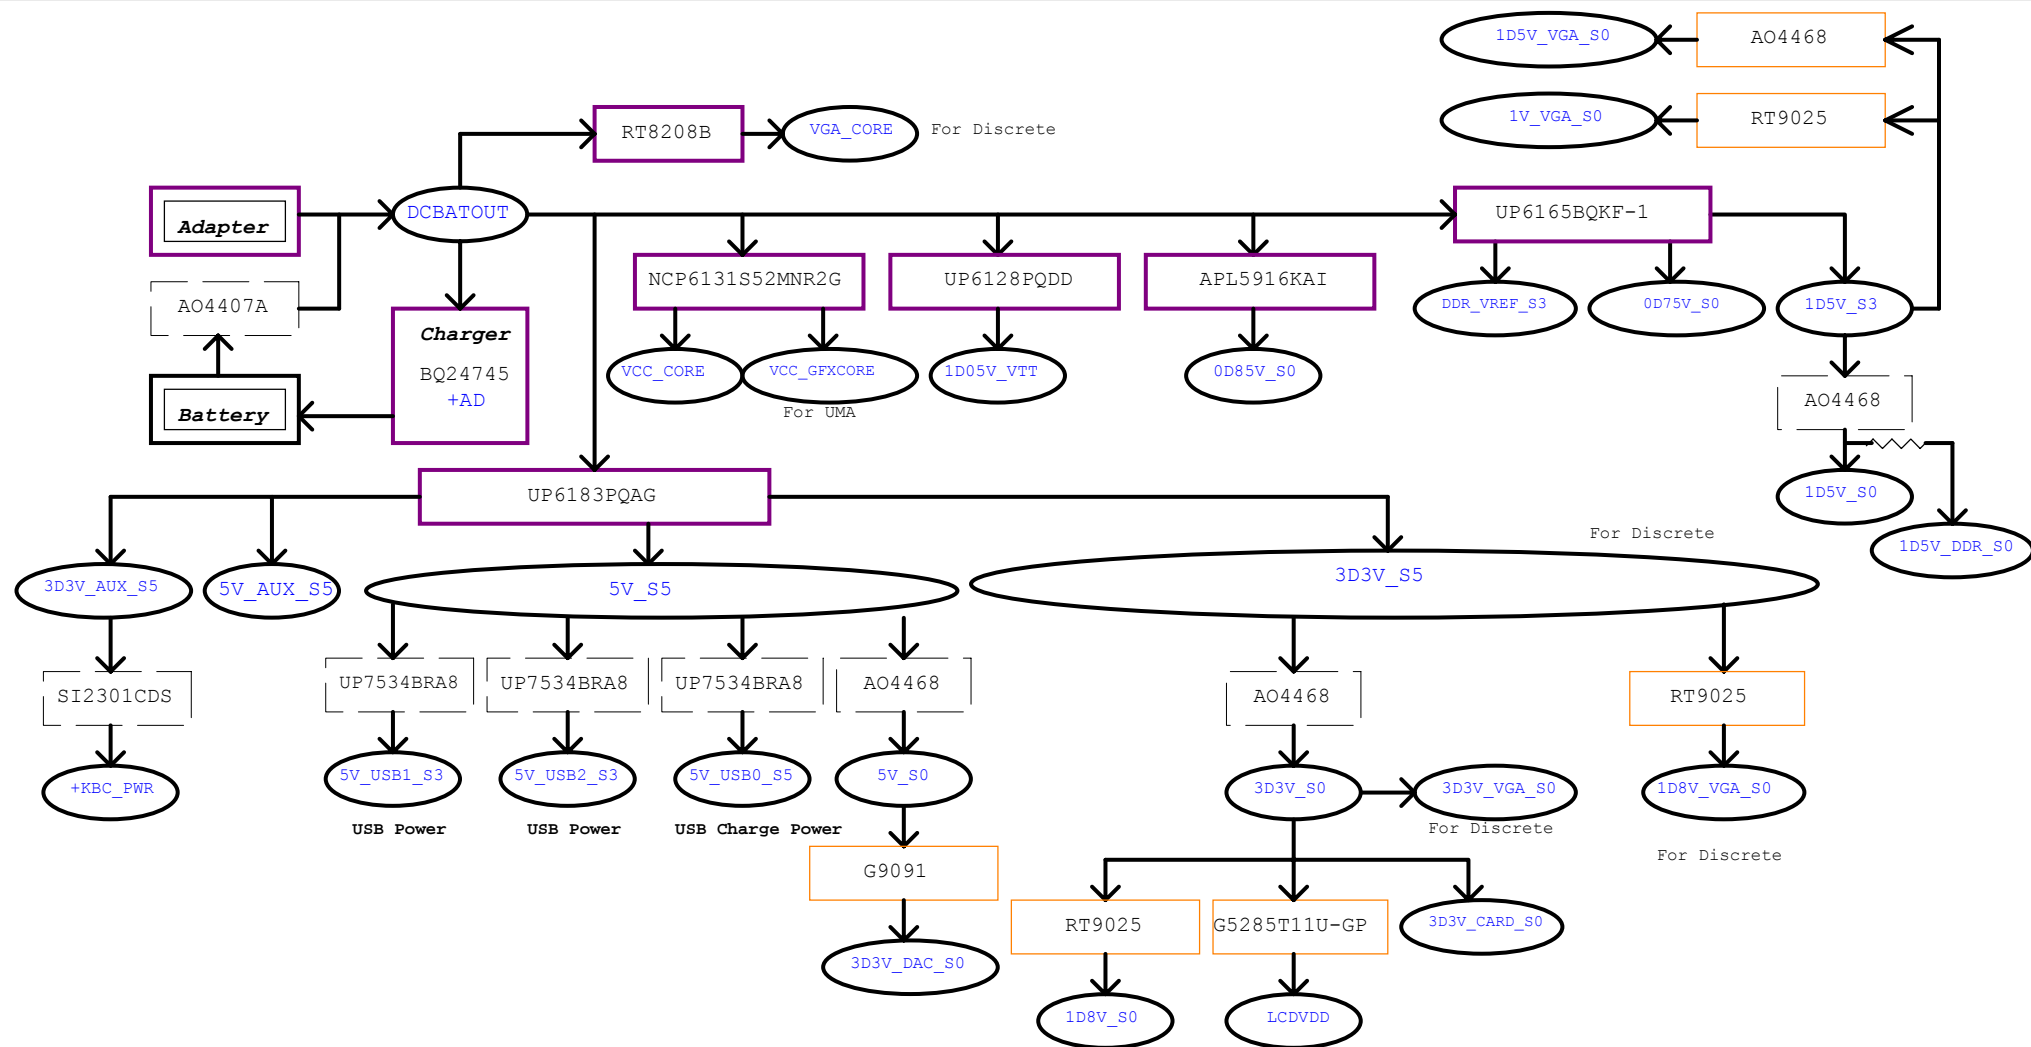 1D5V_VGA_S0
AO4468
1V_VGA_S0
RT9025
RT8208B
VGA_CORE
For Discrete
Adapter
DCBATOUT
UP6165BQKF-1
AO4407A
NCP6131S52MNR2G
UP6128PQDD
APL5916KAI
DDR_VREF_S3
0D75V_S0
1D5V_S3
Charger
BQ24745
+AD
Battery
VCC_CORE
VCC_GFXCORE
For UMA
1D05V_VTT
0D85V_S0
AO4468
UP6183PQAG
1D5V_S0
For Discrete
1D5V_DDR_S0
3D3V_AUX_S5
5V_AUX_S5
5V_S5
3D3V_S5
SI2301CDS
UP7534BRA8
UP7534BRA8
UP7534BRA8
AO4468
AO4468
RT9025
+KBC_PWR
5V_USB1_S3
5V_USB2_S3
5V_USB0_S5
5V_S0
3D3V_S0
3D3V_VGA_S0
1D8V_VGA_S0
USB Power
USB Power
USB Charge Power
For Discrete
For Discrete
G9091
RT9025
G5285T11U-GP
3D3V_CARD_S0
3D3V_DAC_S0
1D8V_S0
LCDVDD